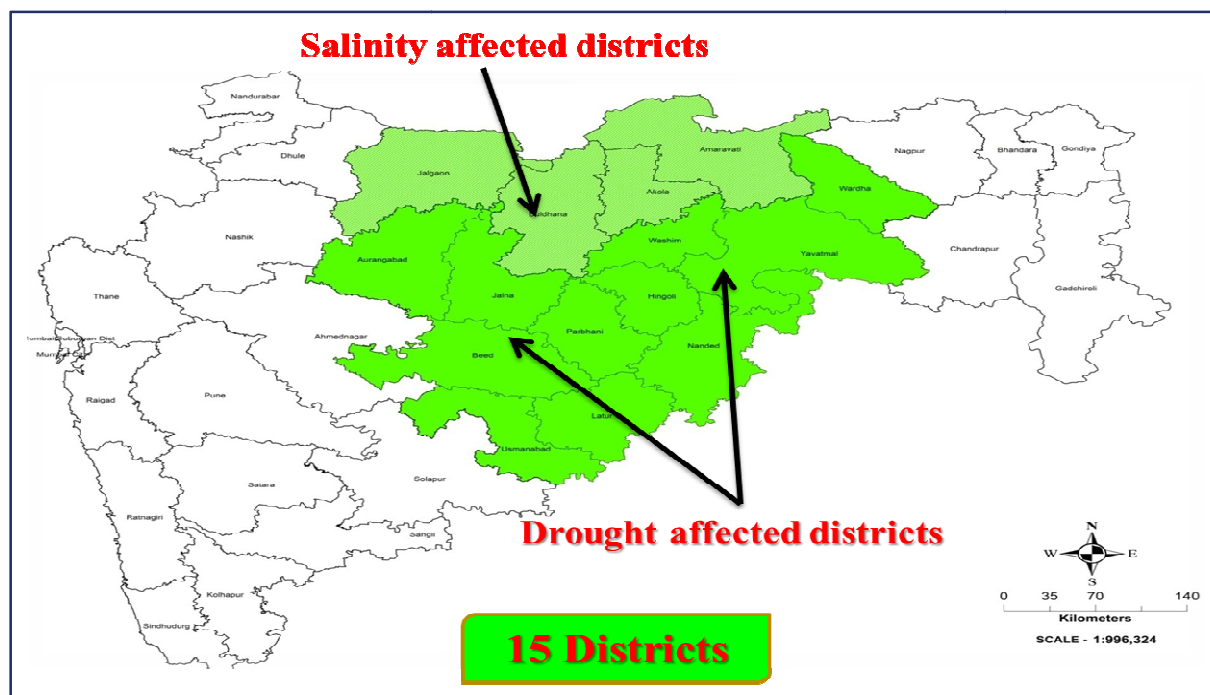 Salinity affected districts
Nandurabar
Dhule
Jalgaon
Amaravati
Nagpur
Bhandara
Gondiya
Akola
Wardha
Buldhana
Nashik
Washim
Aurangabad
Yavatmal
Chandrapur
Gadchiroli
Thane
Jalna
Hingoli
Ahmednagar
Parbhani
Nanded
Beed
Raigad
Pune
Latur
Usmanabad
Satara
Solapur
Ratnagiri
Sangli
Kolhapur
Sindhudurg
Drought affected districts
N
W
E
S
0 35 70 140
Kilometers
SCALE - 1:996,324
15 Districts